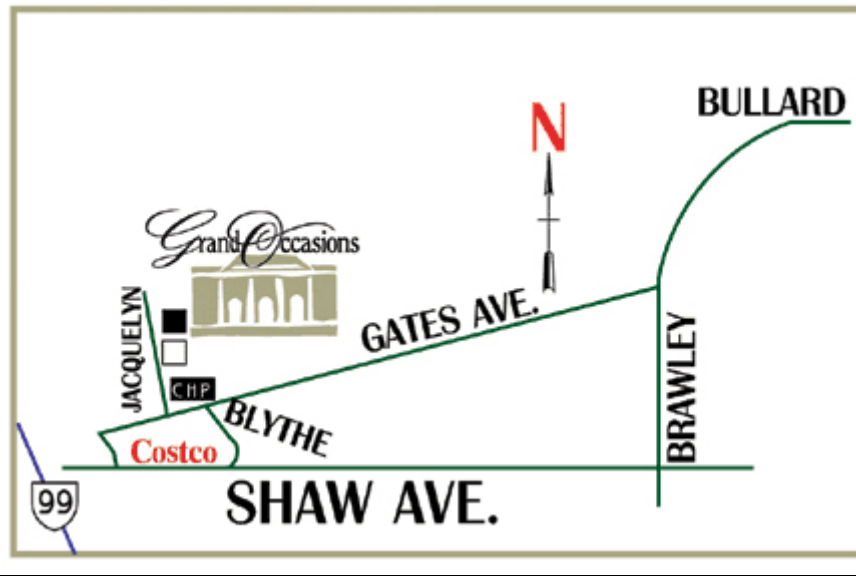 BULLARD
N
Grand Occasions
GATES AVE.
JACQUELYN
BRAWLEY
CHP
BLYTHE
Costco
99
SHAW AVE.